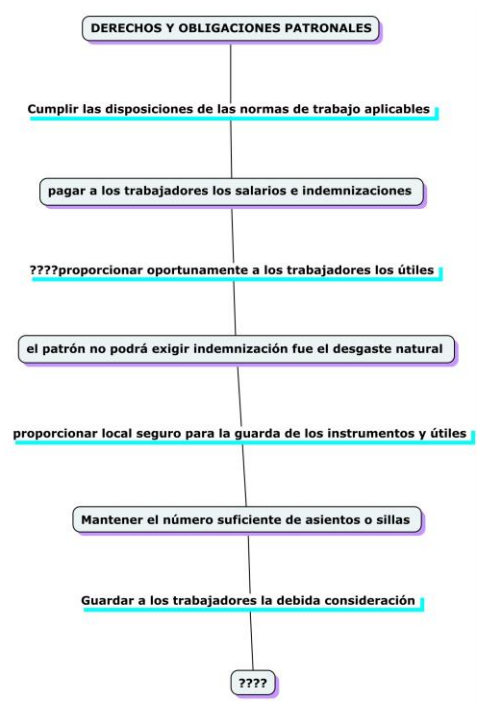 DERECHOS Y OBLIGACIONES PATRONALES
Cumplir las disposiciones de las normas de trabajo aplicables
pagar a los trabajadores los salarios e indemnizaciones
????proporcionar oportunamente a los trabajadores los útiles
el patrón no podrá exigir indemnización fue el desgaste natural
proporcionar local seguro para la guarda de los instrumentos y útiles
Mantener el número suficiente de asientos o sillas
Guardar a los trabajadores la debida consideración
????